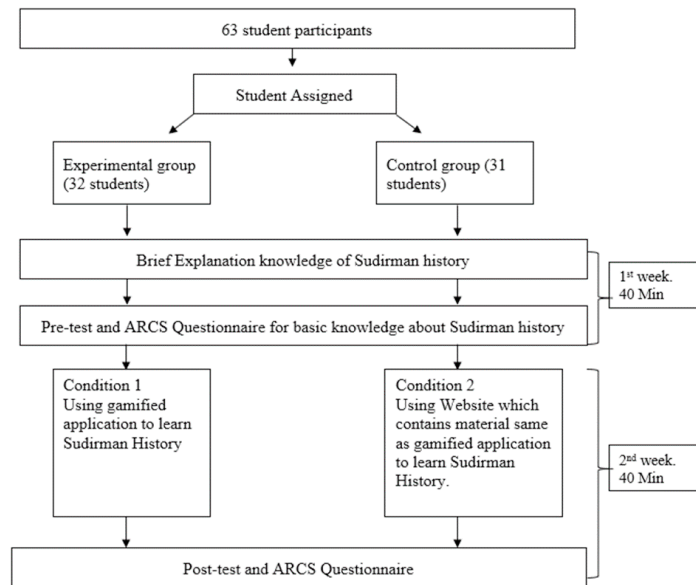 63 student participants
Student Assigned
Experimental group
(32 students)
Control group (31
students)
Brief Explanation knowledge of Sudirman history
1st week.
40 Min
Pre-test and ARCS Questionnaire for basic knowledge about Sudirman history
Condition 1
Using gamified
application to learn
Sudirman History
Condition 2
Using Website which
contains material same
as gamified application
to learn Sudirman
History.
2nd week.
40 Min
Post-test and ARCS Questionnaire